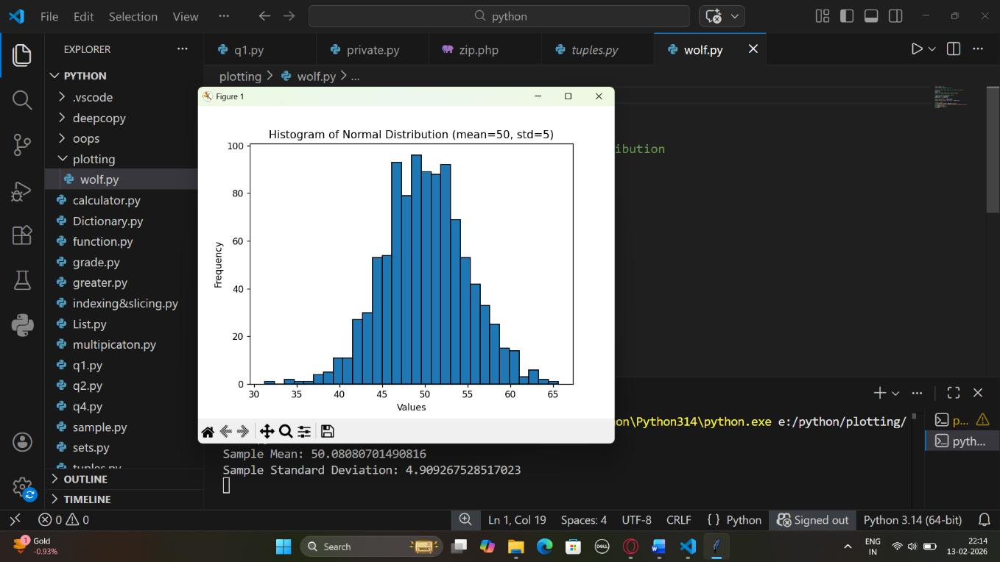 File Edit Selection View ... python
EXPLORER ...
q1.py private.py zip.php tuples.py wolf.py
PYTHON
plotting > wolf.py > ...
.vscode
deepcopy
oops
plotting
wolf.py
calculator.py
Dictionary.py
function.py
grade.py
greater.py
indexing&slicing.py
List.py
multipicaton.py
q1.py
q2.py
q4.py
sample.py
sets.py
tuples.py
OUTLINE
TIMELINE
ibution
Figure 1
Histogram of Normal Distribution (mean=50, std=5)
100
80
60
40
20
0
Frequency
30 35 40 45 50 55 60 65
Values
on\Python314\python.exe e:/python/plotting/
Sample Mean: 50.08080701490816
Sample Standard Deviation: 4.909267528517023
p...
pyth...
0 0 Ln 1, Col 19 Spaces: 4 UTF-8 CRLF { } Python Signed out Python 3.14 (64-bit)
1
Gold
-0.93%
Search
DELL
ENG
IN
22:14
13-02-2026